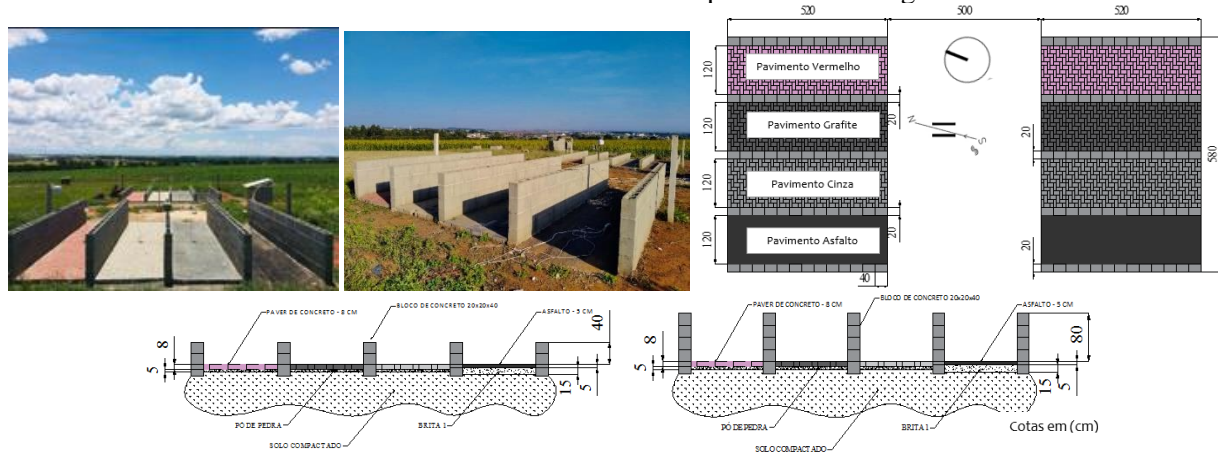 520
500
520
Pavimento Vermelho
Pavimento Grafite
Pavimento Cinza
Pavimento Asfalto
120
120
120
120
20
20
40
N
S
20
20
580
PAVER DE CONCRETO - 8 CM
BLOCO DE CONCRETO 20x20x40
ASFALTO - 5 CM
8
5
40
15
5
PÓ DE PEDRA
BRITA 1
SOLO COMPACTADO
PAVER DE CONCRETO - 8 CM
BLOCO DE CONCRETO 20x20x40
ASFALTO - 5 CM
8
5
80
15
5
PÓ DE PEDRA
BRITA 1
SOLO COMPACTADO
Cotas em (cm)